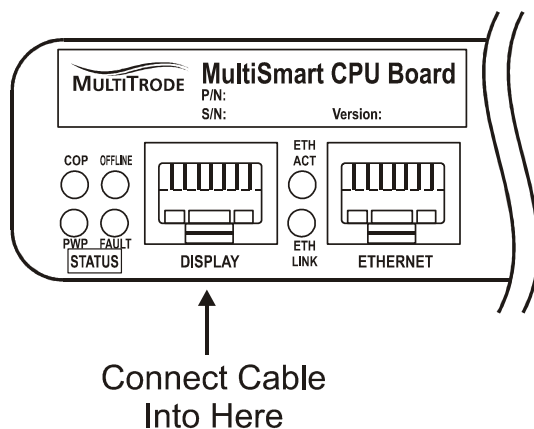 MULTITRODE
MultiSmart CPU Board
P/N:
S/N: Version:
COP OFFLINE
PWP FAULT
STATUS
DISPLAY
ETH
ACT
ETH
LINK
ETHERNET
Connect Cable
Into Here